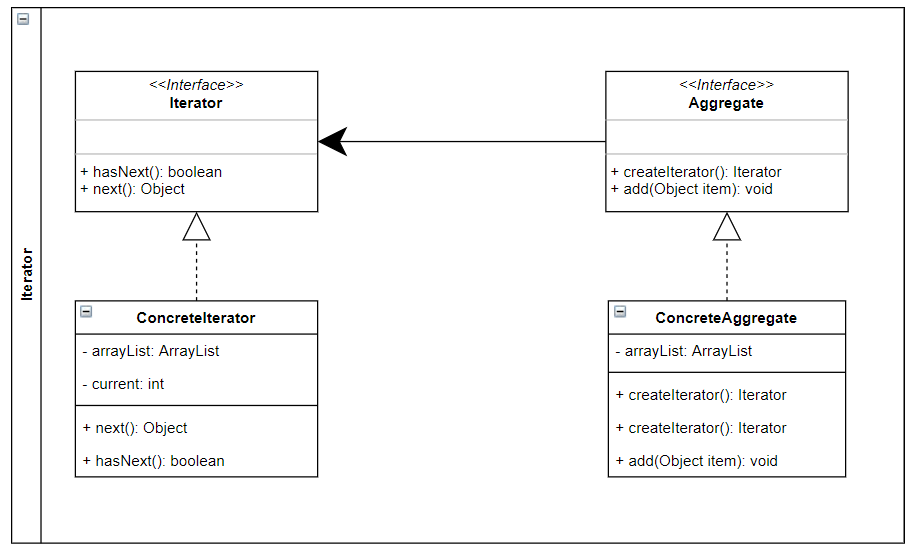 Iterator
<<Interface>>
Iterator
+ hasNext(): boolean
+ next(): Object
<<Interface>>
Aggregate
+ createIterator(): Iterator
+ add(Object item): void
ConcreteIterator
- arrayList: ArrayList
- current: int
+ next(): Object
+ hasNext(): boolean
ConcreteAggregate
- arrayList: ArrayList
+ createIterator(): Iterator
+ createIterator(): Iterator
+ add(Object item): void